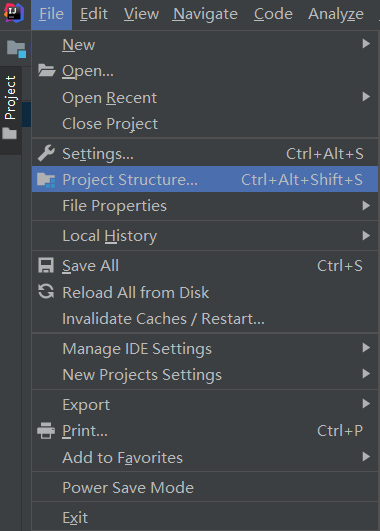 IJ
File Edit View Navigate Code Analyze
Project
New
Open...
Open Recent
Close Project
Settings... Ctrl+Alt+S
Project Structure... Ctrl+Alt+Shift+S
File Properties
Local History
Save All Ctrl+S
Reload All from Disk
Invalidate Caches / Restart...
Manage IDE Settings
New Projects Settings
Export
Print... Ctrl+P
Add to Favorites
Power Save Mode
Exit